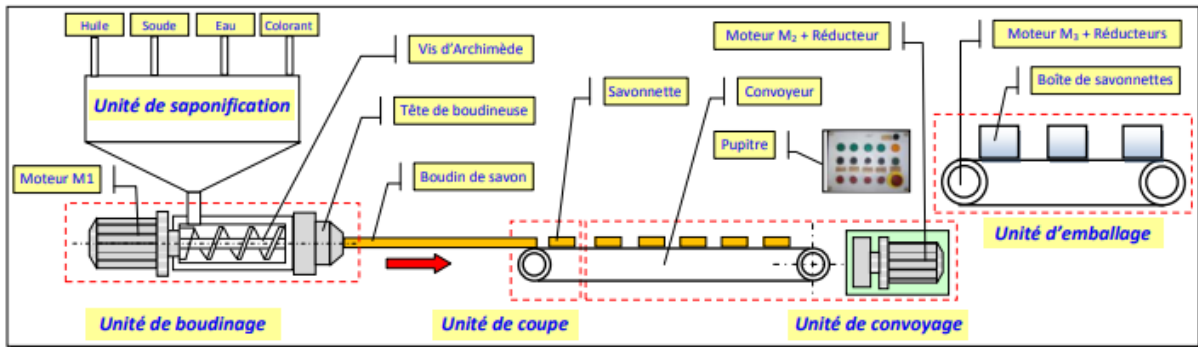 Huile
Soude
Eau
Colorant
Vis d'Archimède
Moteur M₂ + Réducteur
Moteur M₃ + Réducteurs
Unité de saponification
Tête de boudineuse
Savonnette
Convoyeur
Boîte de savonnettes
Pupitre
Moteur M1
Boudin de savon
Unité d'emballage
Unité de boudinage
Unité de coupe
Unité de convoyage